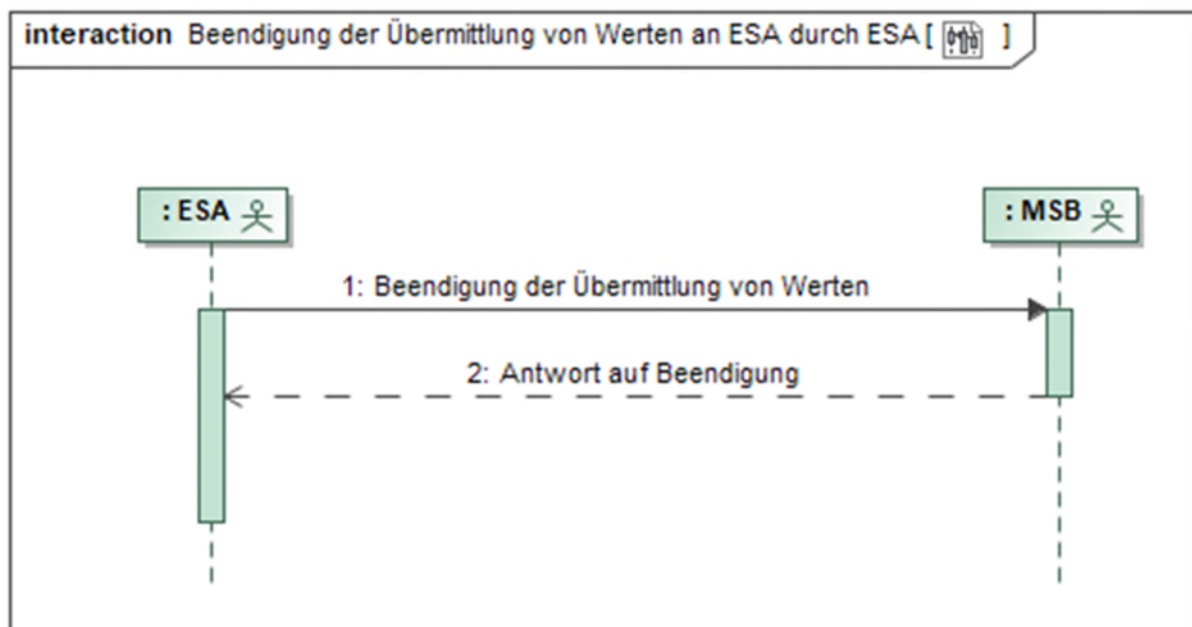 interaction Beendigung der Übermittlung von Werten an ESA durch ESA [ ]
: ESA
: MSB
1: Beendigung der Übermittlung von Werten
2: Antwort auf Beendigung